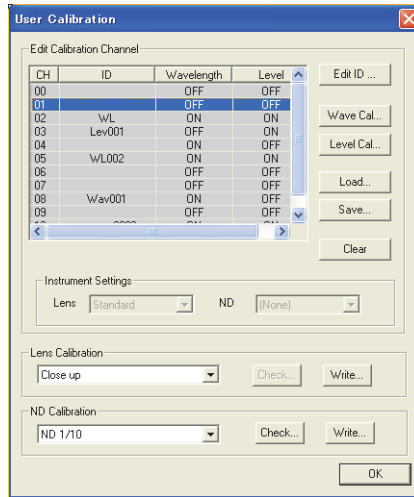 User Calibration
Edit Calibration Channel
CH ID Wavelength Level
00 OFF OFF
01 OFF OFF
02 WL ON ON
03 Lev001 OFF ON
04 ON ON
05 WL002 ON ON
06 OFF OFF
07 OFF OFF
08 Wav001 ON ON
09 OFF OFF
Edit ID ...
Wave Cal...
Level Cal...
Load...
Save...
Clear
Instrument Settings
Lens Standard ND (None)
Lens Calibration
Close up Check... Write...
ND Calibration
ND 1/10 Check... Write...
OK